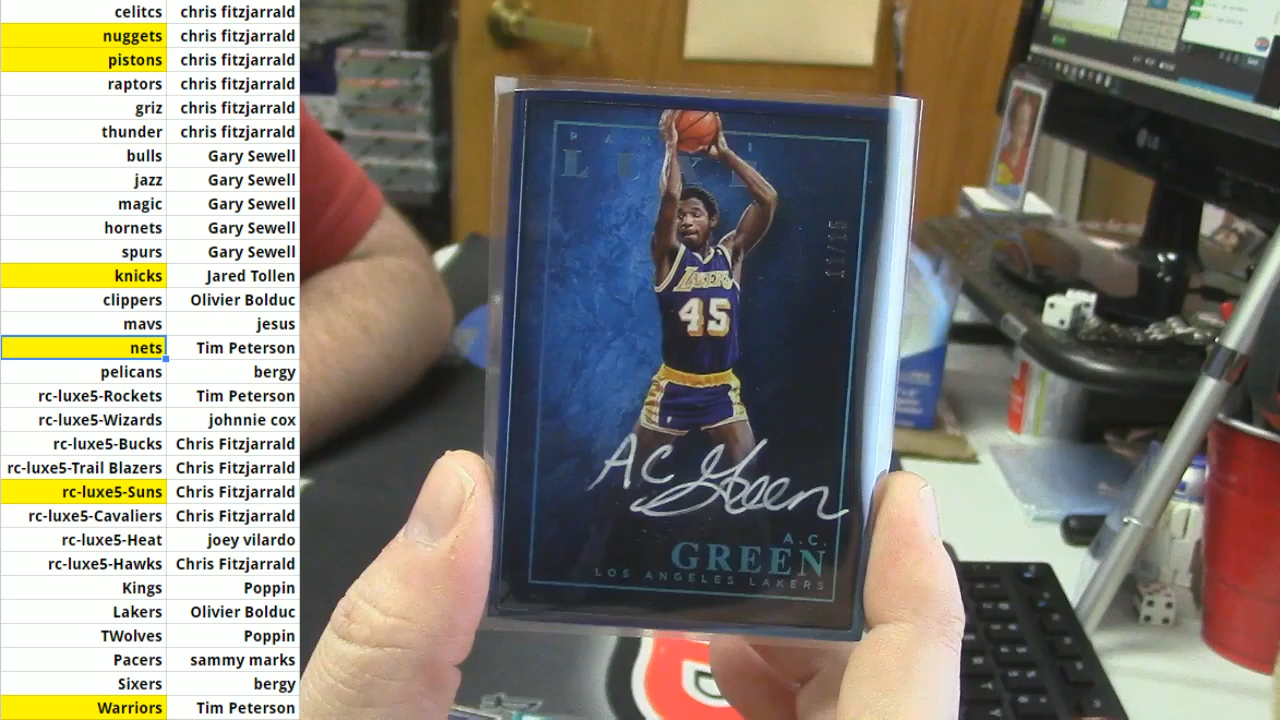 celitcs chris fitzjarrald
nuggets chris fitzjarrald
pistons chris fitzjarrald
raptors chris fitzjarrald
griz chris fitzjarrald
thunder chris fitzjarrald
bulls Gary Sewell
jazz Gary Sewell
magic Gary Sewell
hornets Gary Sewell
spurs Gary Sewell
knicks Jared Tollen
clippers Olivier Bolduc
mavs jesus
nets Tim Peterson
pelicans bergy
rc-luxe5-Rockets Tim Peterson
rc-luxe5-Wizards johnnie cox
rc-luxe5-Bucks Chris Fitzjarrald
rc-luxe5-Trail Blazers Chris Fitzjarrald
rc-luxe5-Suns Chris Fitzjarrald
rc-luxe5-Cavaliers Chris Fitzjarrald
rc-luxe5-Heat joey vilardo
rc-luxe5-Hawks Chris Fitzjarrald
Kings Poppin
Lakers Olivier Bolduc
TWolves Poppin
Pacers sammy marks
Sixers bergy
Warriors Tim Peterson
PANINI
LUXE
LAKERS
45
11/15
AC Green
A.C.
GREEN
LOS ANGELES LAKERS